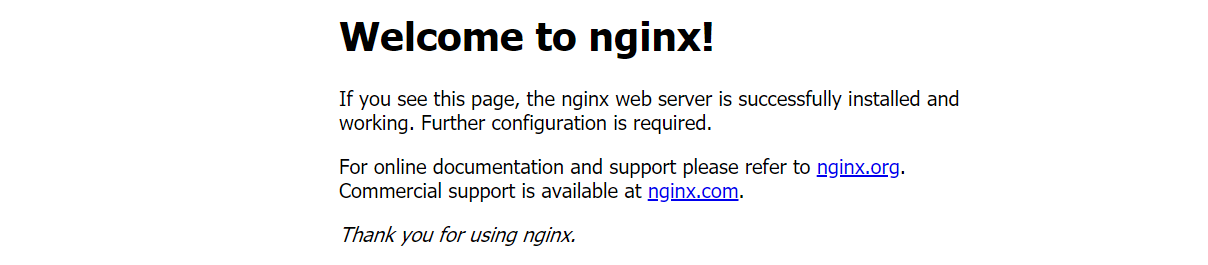 Welcome to nginx!
If you see this page, the nginx web server is successfully installed and
working. Further configuration is required.
For online documentation and support please refer to nginx.org.
Commercial support is available at nginx.com.
Thank you for using nginx.